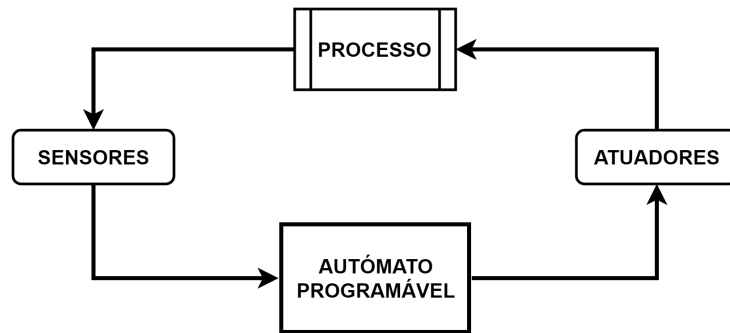 PROCESSO
SENSORES
ATUADORES
AUTÓMATO
PROGRAMÁVEL